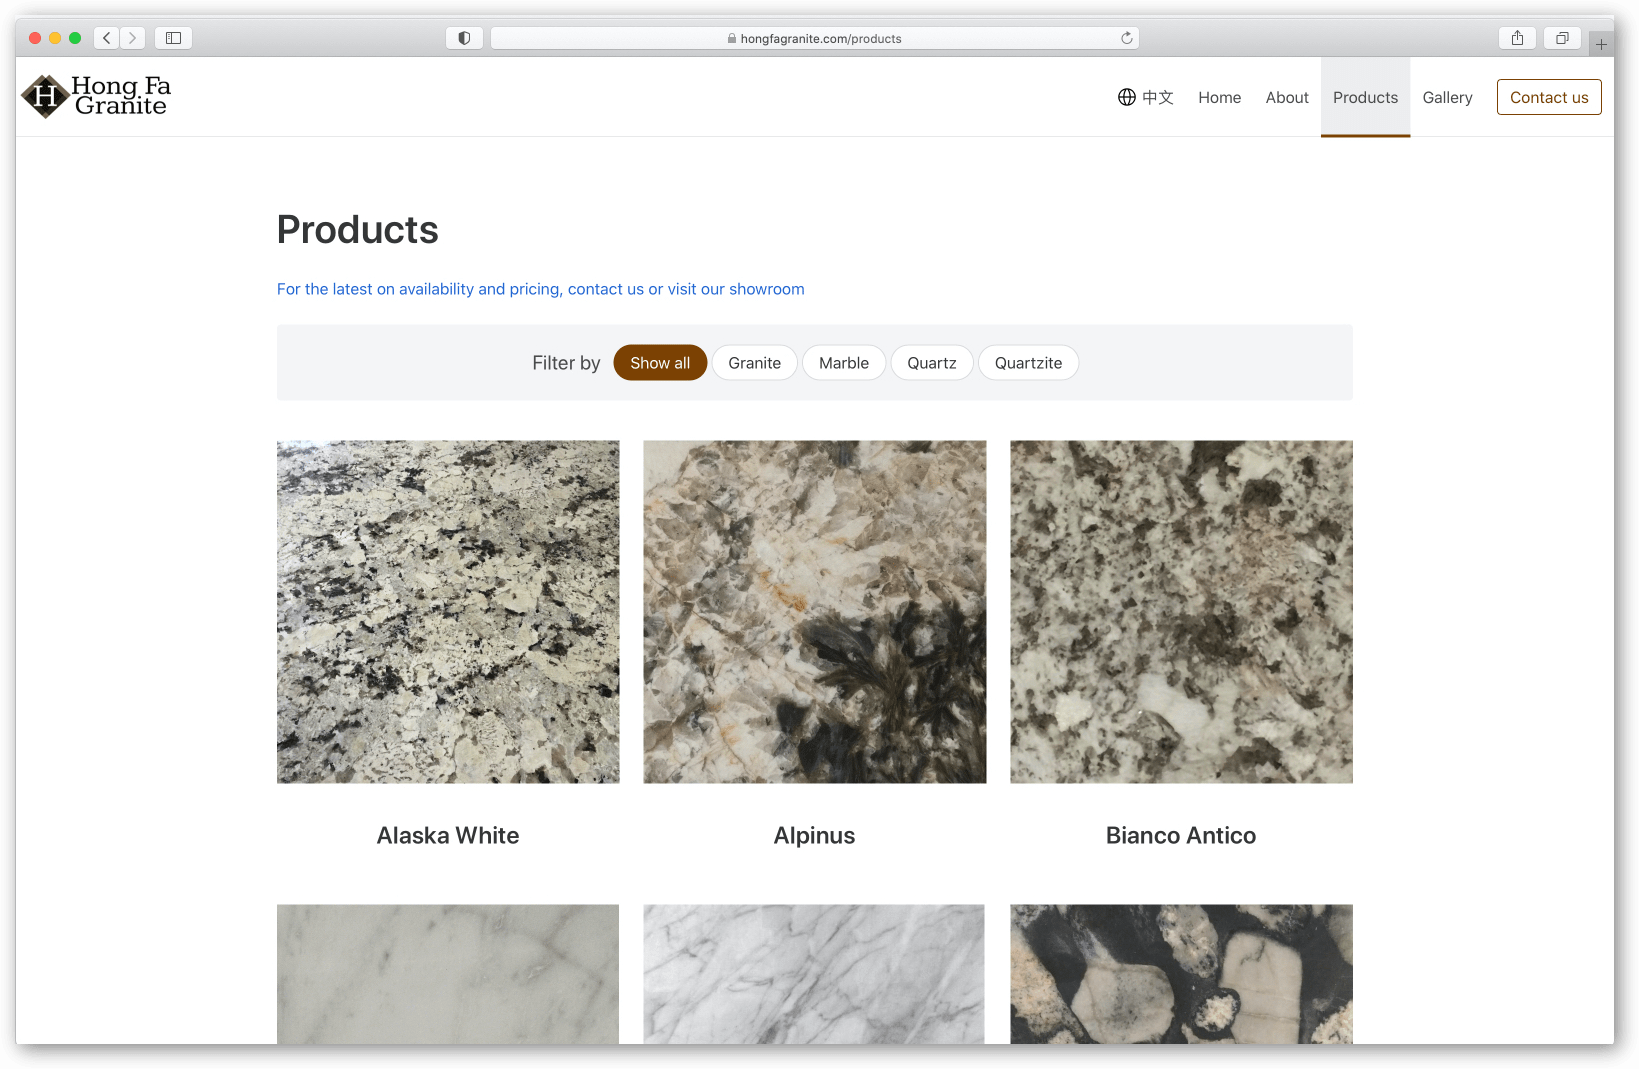 hongfagranite.com/products
H Hong Fa
Granite
中文 Home About Products Gallery Contact us
Products
For the latest on availability and pricing, contact us or visit our showroom
Filter by Show all Granite Marble Quartz Quartzite
Alaska White Alpinus Bianco Antico